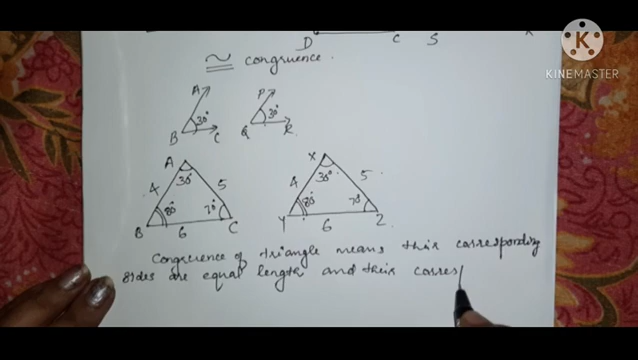 D C S
K
KINEMASTER
≅ congruence.
A P
30° 30°
B C Q R
A X
30° 30°
4 5 4 5
80° 70° 80° 70
B 6 C Y 6 Z
Congruence of triangle means their corresponding
sides are equal length and their corres